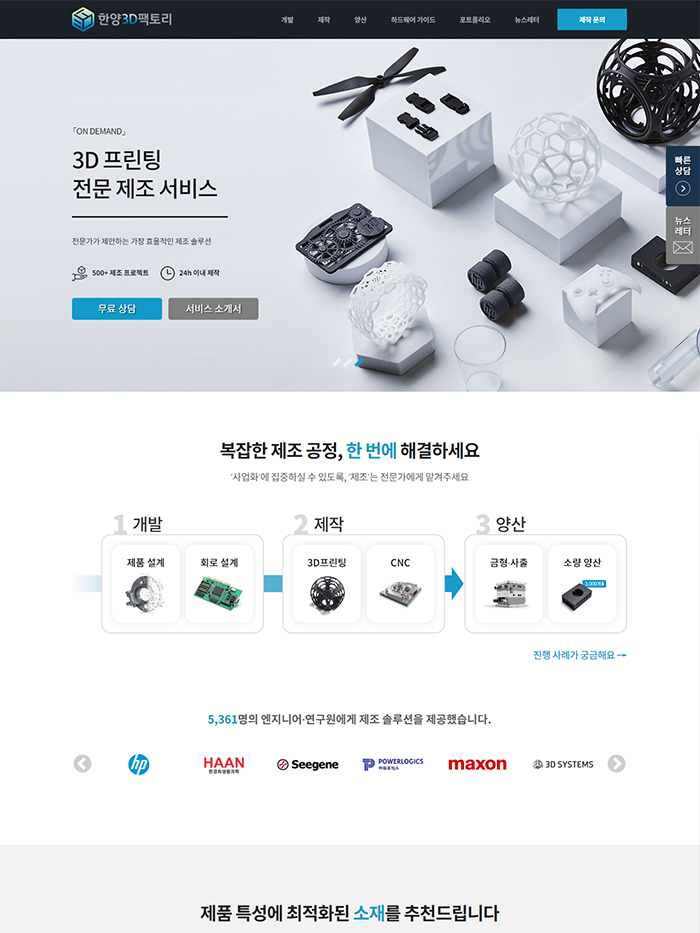 한양3D팩토리
개발 제작 양산 하드웨어 가이드 포트폴리오 뉴스레터 제작 문의
「ON DEMAND」
3D 프린팅
전문 제조 서비스
전문가가 제안하는 가장 효율적인 제조 솔루션
500+ 제조 프로젝트 24h 이내 제작
무료 상담 서비스 소개서
빠른
상담
뉴스
레터
hp
복잡한 제조 공정, 한 번에 해결하세요
'사업화'에 집중하실 수 있도록, '제조'는 전문가에게 맡겨주세요
1 개발 2 제작 3 양산
제품 설계 회로 설계 3D프린팅 CNC 금형·사출 소량 양산
진행 사례가 궁금해요 →
5,361명의 엔지니어·연구원에게 제조 솔루션을 제공했습니다.
hp HAAN 한경희생활과학 Seegene POWERLOGICS 파워로직스 maxon 3D SYSTEMS
제품 특성에 최적화된 소재를 추천드립니다